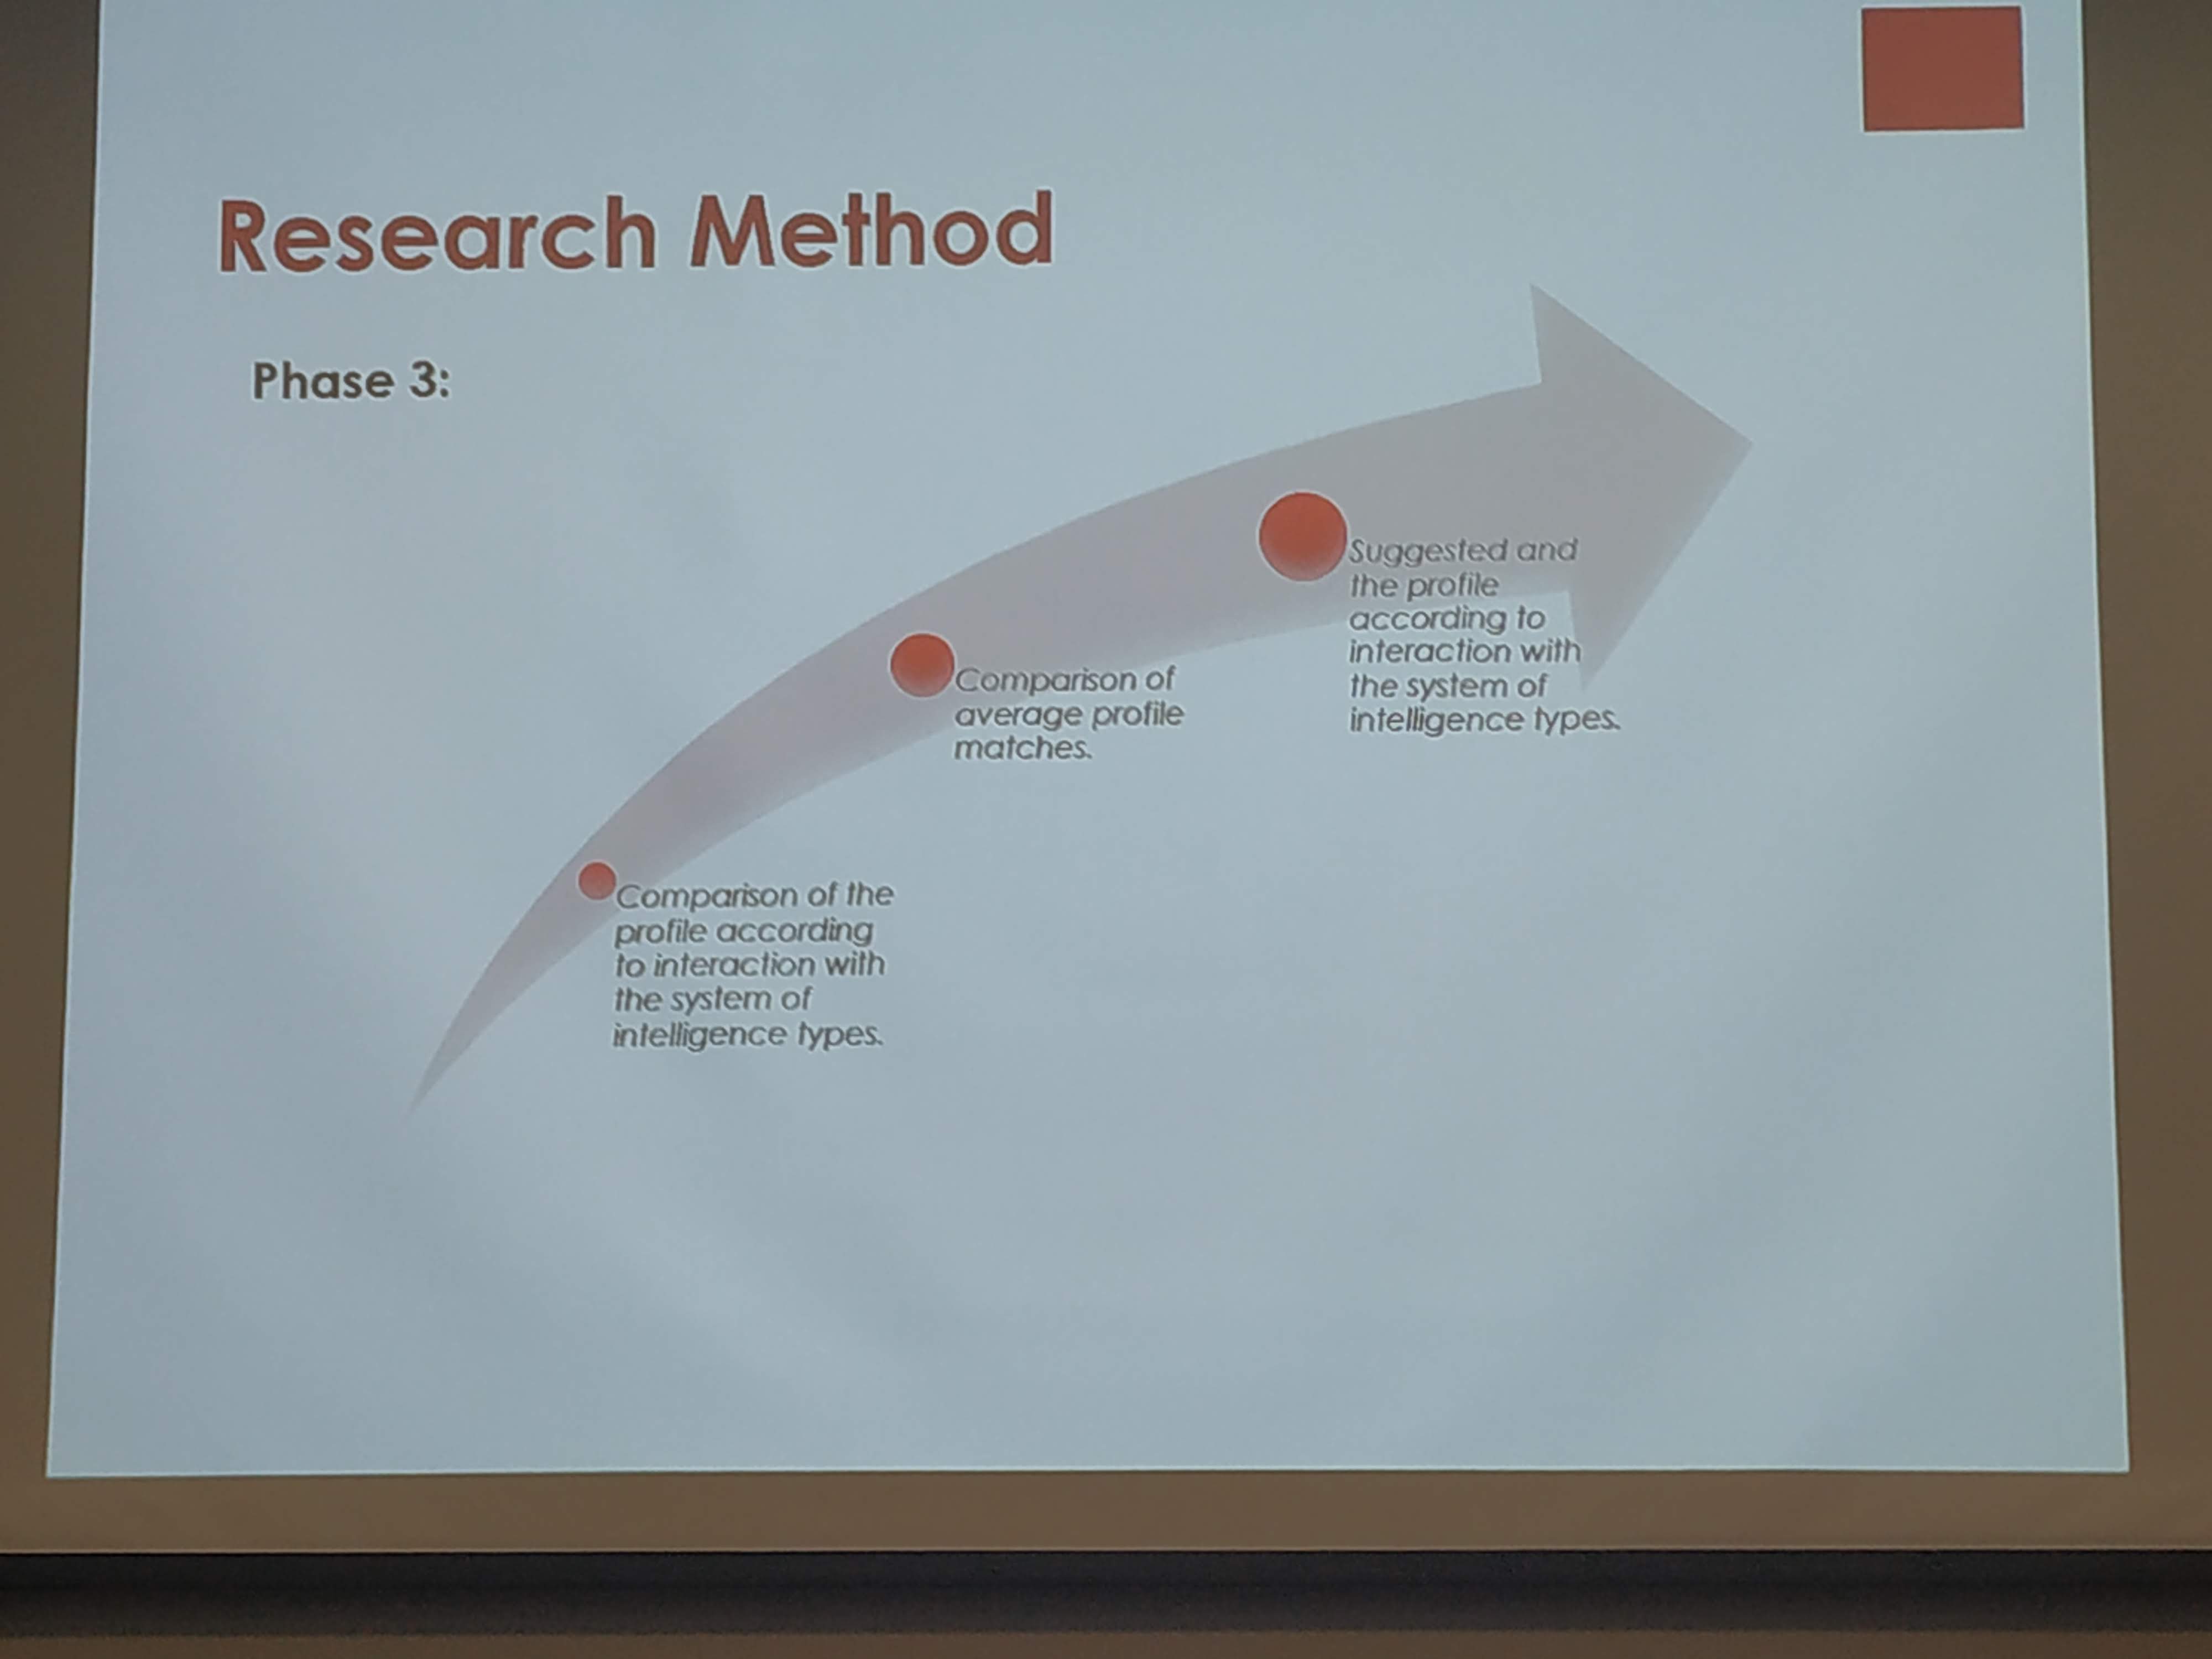 Research Method
Phase 3:
Comparison of the
profile according
to interaction with
the system of
intelligence types.
Comparison of
average profile
matches.
Suggested and
the profile
according to
interaction with
the system of
intelligence types.